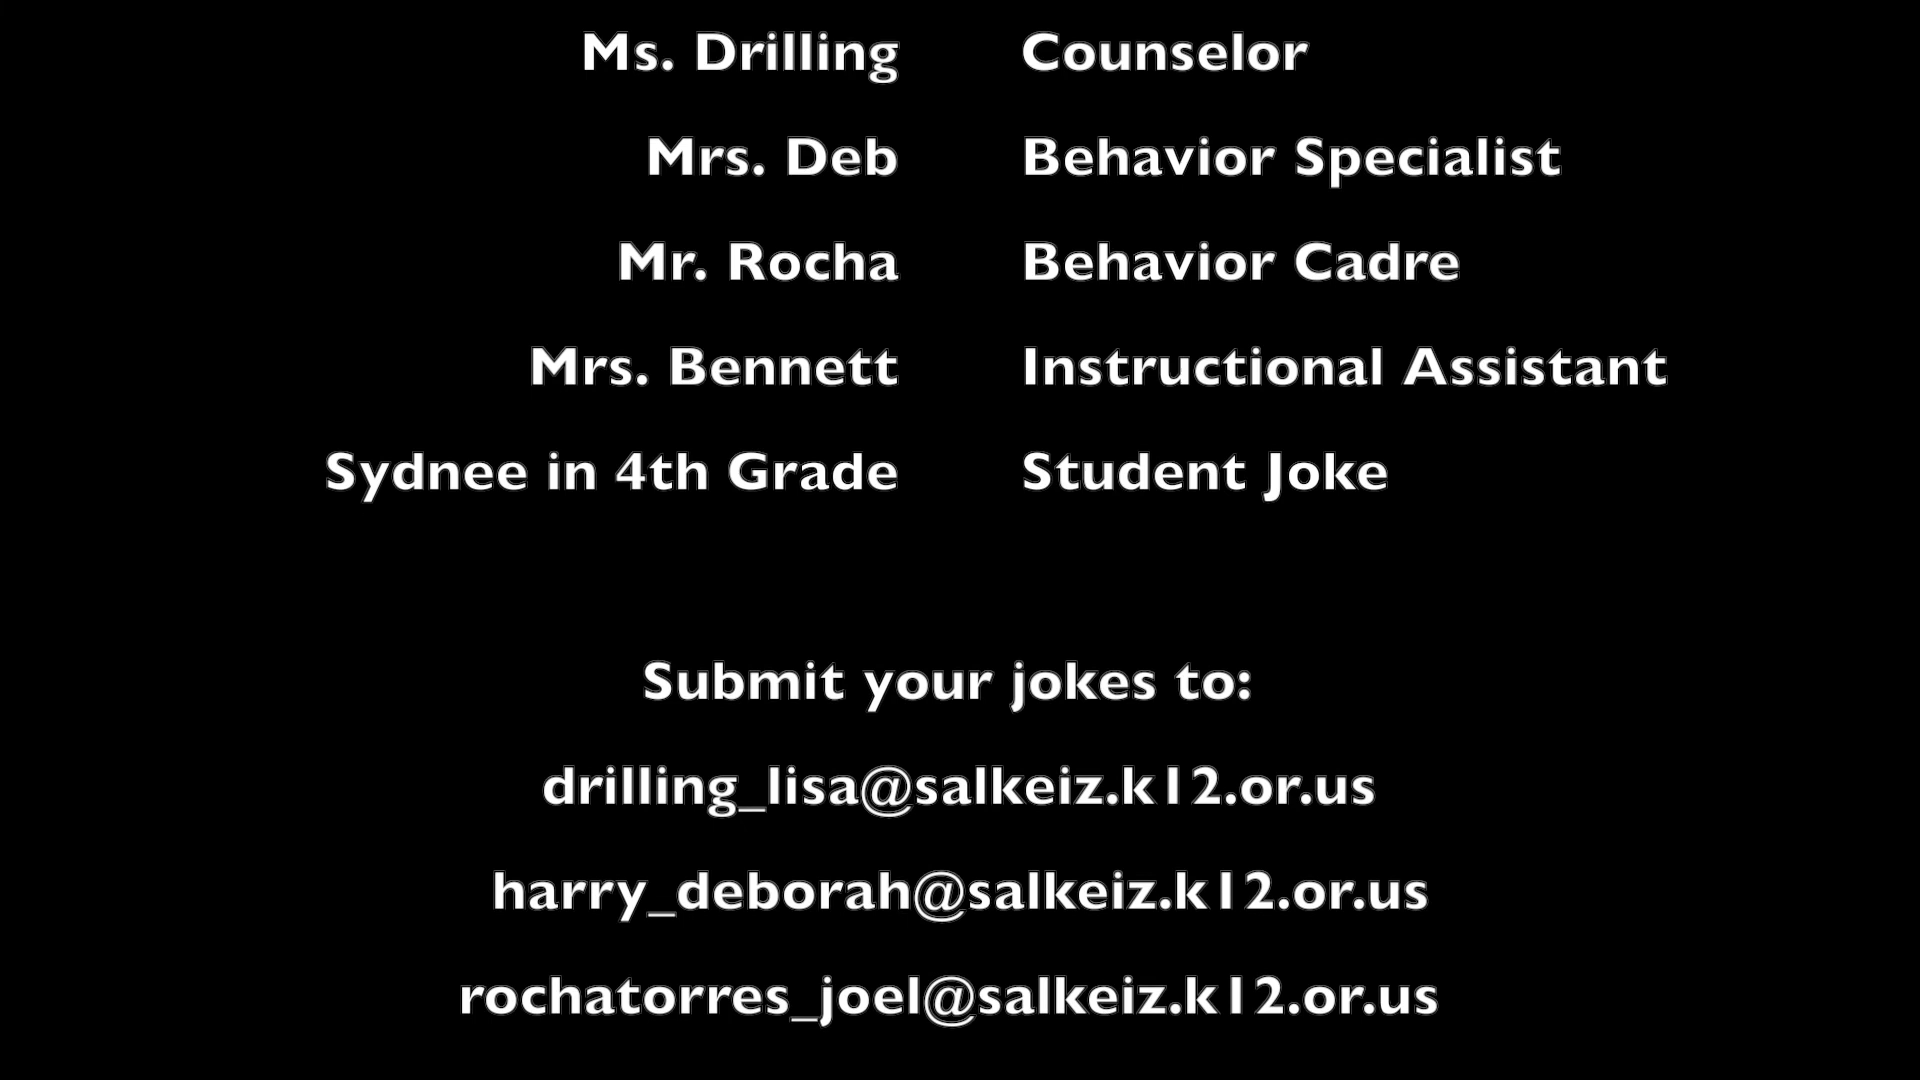 Ms. Drilling Counselor
Mrs. Deb Behavior Specialist
Mr. Rocha Behavior Cadre
Mrs. Bennett Instructional Assistant
Sydnee in 4th Grade Student Joke
Submit your jokes to:
drilling_lisa@salkeiz.k12.or.us
harry_deborah@salkeiz.k12.or.us
rochatorres_joel@salkeiz.k12.or.us